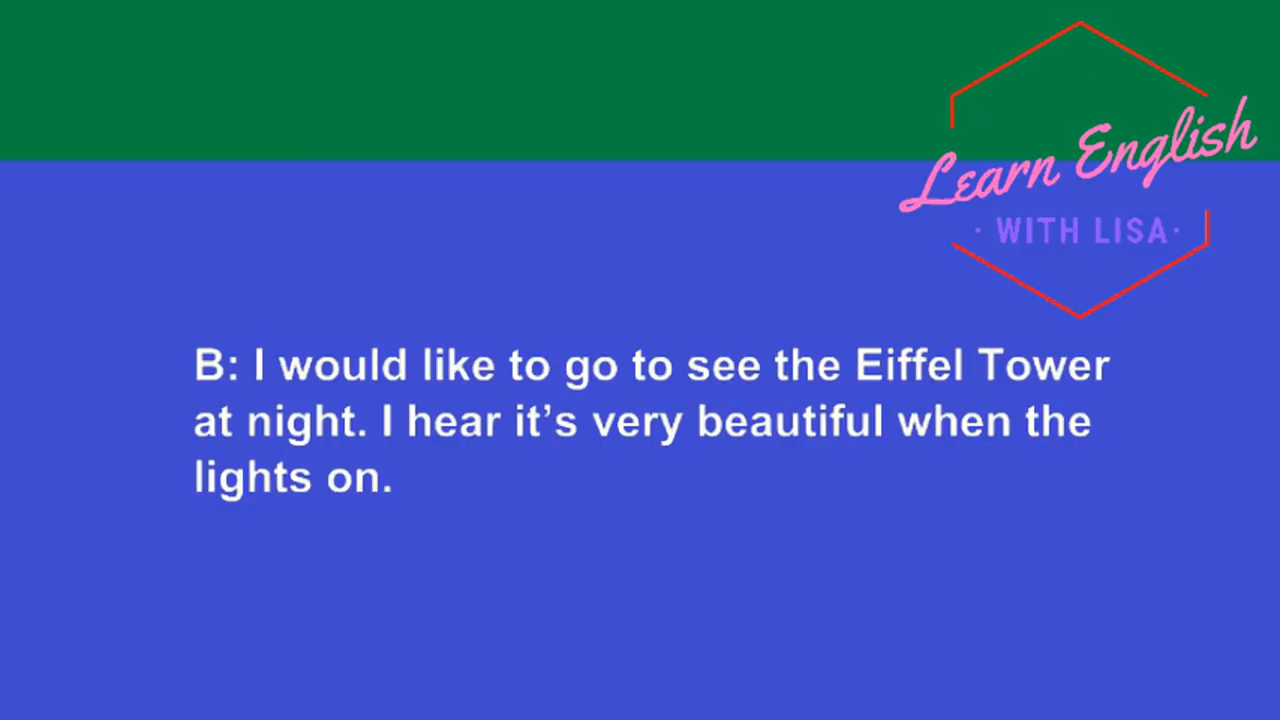 Learn English
· WITH LISA·
B: I would like to go to see the Eiffel Tower
at night. I hear it’s very beautiful when the
lights on.